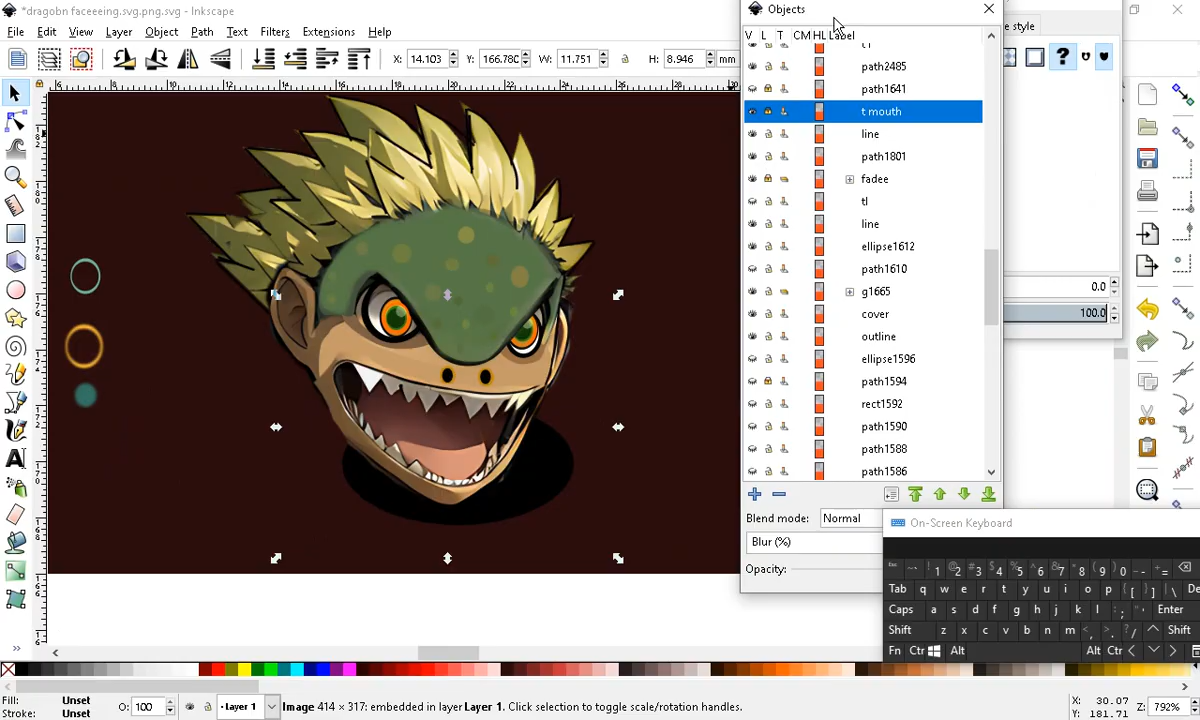 *dragobn faceeeing.svg.png.svg - Inkscape
File Edit View Layer Object Path Text Filters Extensions Help
X: 14.103 Y: 166.780 W: 11.751 H: 8.946 mm
Objects
V L T CM HL Label
path2485
path1641
t mouth
line
path1801
fadee
tl
line
ellipse1612
path1610
g1665
cover
outline
ellipse1596
path1594
rect1592
path1590
path1588
path1586
Blend mode: Normal
Blur (%)
Opacity:
e style
0.0
100.0
On-Screen Keyboard
Tab q w e r t y u i o p
Caps a s d f g h j k l Enter
Shift z x c v b n m Shift
Fn Ctr Alt Alt Ctr
Fill: Unset
Stroke: Unset
O: 100
Layer 1
Image 414 × 317: embedded in layer Layer 1. Click selection to toggle scale/rotation handles.
X: 30.07
Y: 181.71
Z: 792%